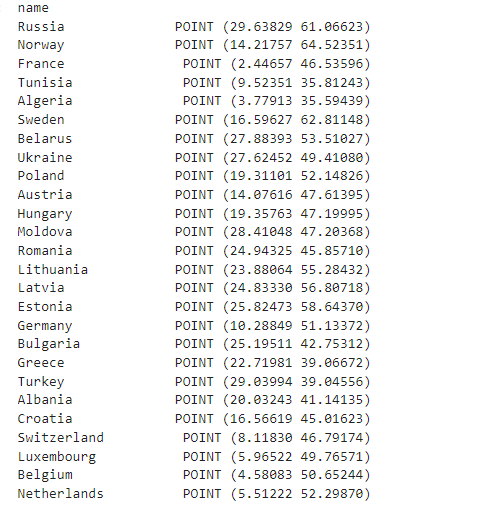 name
Russia POINT (29.63829 61.06623)
Norway POINT (14.21757 64.52351)
France POINT (2.44657 46.53596)
Tunisia POINT (9.52351 35.81243)
Algeria POINT (3.77913 35.59439)
Sweden POINT (16.59627 62.81148)
Belarus POINT (27.88393 53.51027)
Ukraine POINT (27.62452 49.41080)
Poland POINT (19.31101 52.14826)
Austria POINT (14.07616 47.61395)
Hungary POINT (19.35763 47.19995)
Moldova POINT (28.41048 47.20368)
Romania POINT (24.94325 45.85710)
Lithuania POINT (23.88064 55.28432)
Latvia POINT (24.83330 56.80718)
Estonia POINT (25.82473 58.64370)
Germany POINT (10.28849 51.13372)
Bulgaria POINT (25.19511 42.75312)
Greece POINT (22.71981 39.06672)
Turkey POINT (29.03994 39.04556)
Albania POINT (20.03243 41.14135)
Croatia POINT (16.56619 45.01623)
Switzerland POINT (8.11830 46.79174)
Luxembourg POINT (5.96522 49.76571)
Belgium POINT (4.58083 50.65244)
Netherlands POINT (5.51222 52.29870)